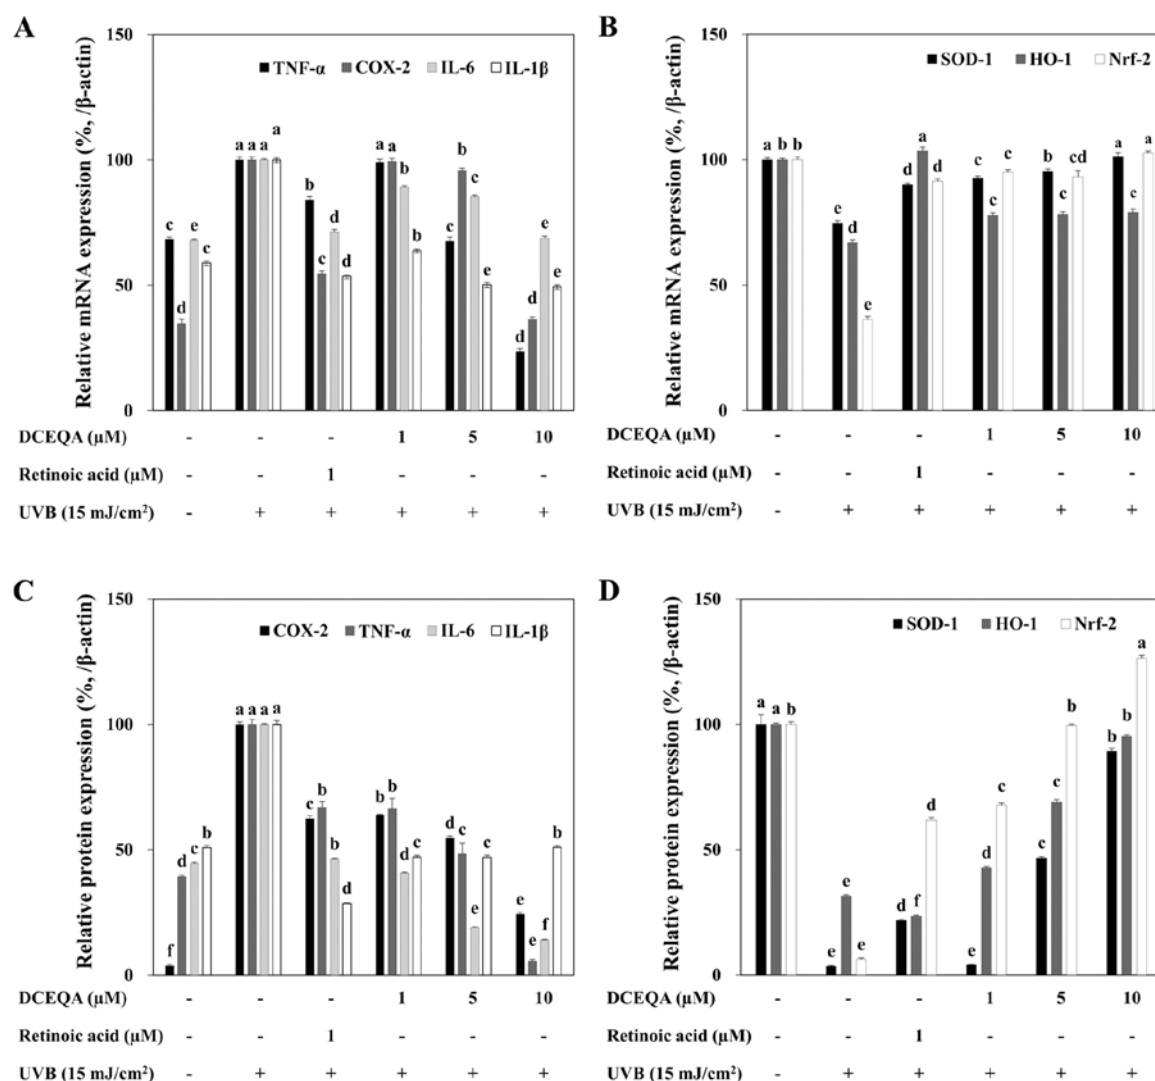 A
Relative mRNA expression (%, /β-actin)
150
100
50
0
TNF-α COX-2 IL-6 IL-1β
c d e c
a a a a
b c d d
a a b b
c b c e
d d b e
DCEQA (μM) - - - 1 5 10
Retinoic acid (μM) - - 1 - - -
UVB (15 mJ/cm²) - + + + + +
B
Relative mRNA expression (%, /β-actin)
150
100
50
0
SOD-1 HO-1 Nrf-2
a b b
d d e
d a d
c c c
b c cd
a c a
DCEQA (μM) - - - 1 5 10
Retinoic acid (μM) - - 1 - - -
UVB (15 mJ/cm²) - + + + + +
C
Relative protein expression (%, /β-actin)
150
100
50
0
COX-2 TNF-α IL-6 IL-1β
f d c b
a a a a
c b b d
b b d c
d c e c
e e f b
DCEQA (μM) - - - 1 5 10
Retinoic acid (μM) - - 1 - - -
UVB (15 mJ/cm²) - + + + + +
D
Relative protein expression (%, /β-actin)
150
100
50
0
SOD-1 HO-1 Nrf-2
a a b
e e e
d f d
e d c
c c b
b b a
DCEQA (μM) - - - 1 5 10
Retinoic acid (μM) - - 1 - - -
UVB (15 mJ/cm²) - + + + + +